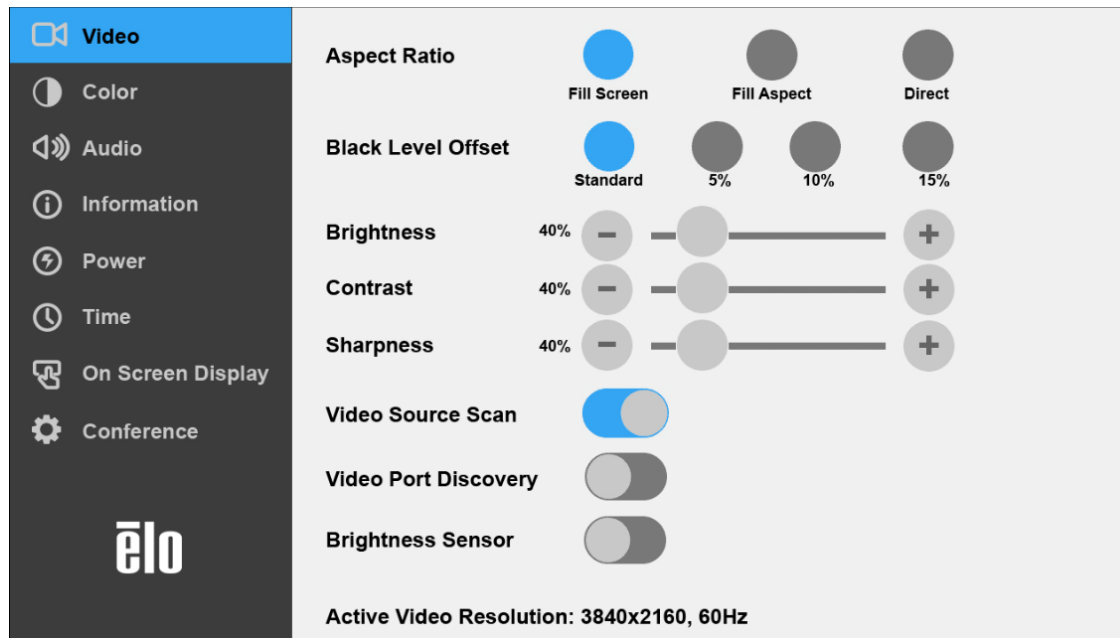 Video
Color
Audio
Information
Power
Time
On Screen Display
Conference
ēlo
Aspect Ratio
Fill Screen Fill Aspect Direct
Black Level Offset
Standard 5% 10% 15%
Brightness 40% - +
Contrast 40% - +
Sharpness 40% - +
Video Source Scan
Video Port Discovery
Brightness Sensor
Active Video Resolution: 3840x2160, 60Hz